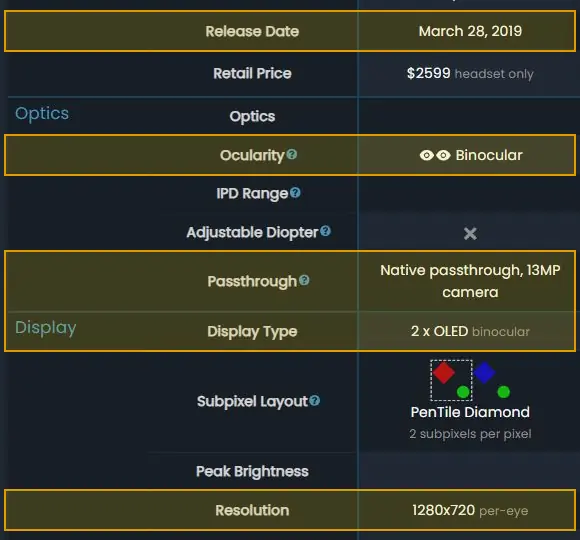 Release Date March 28, 2019
Retail Price $2599 headset only
Optics Optics
Ocularity? Binocular
IPD Range?
Adjustable Diopter?
Passthrough? Native passthrough, 13MP
camera
Display Display Type 2 x OLED binocular
Subpixel Layout? PenTile Diamond
2 subpixels per pixel
Peak Brightness
Resolution 1280x720 per-eye